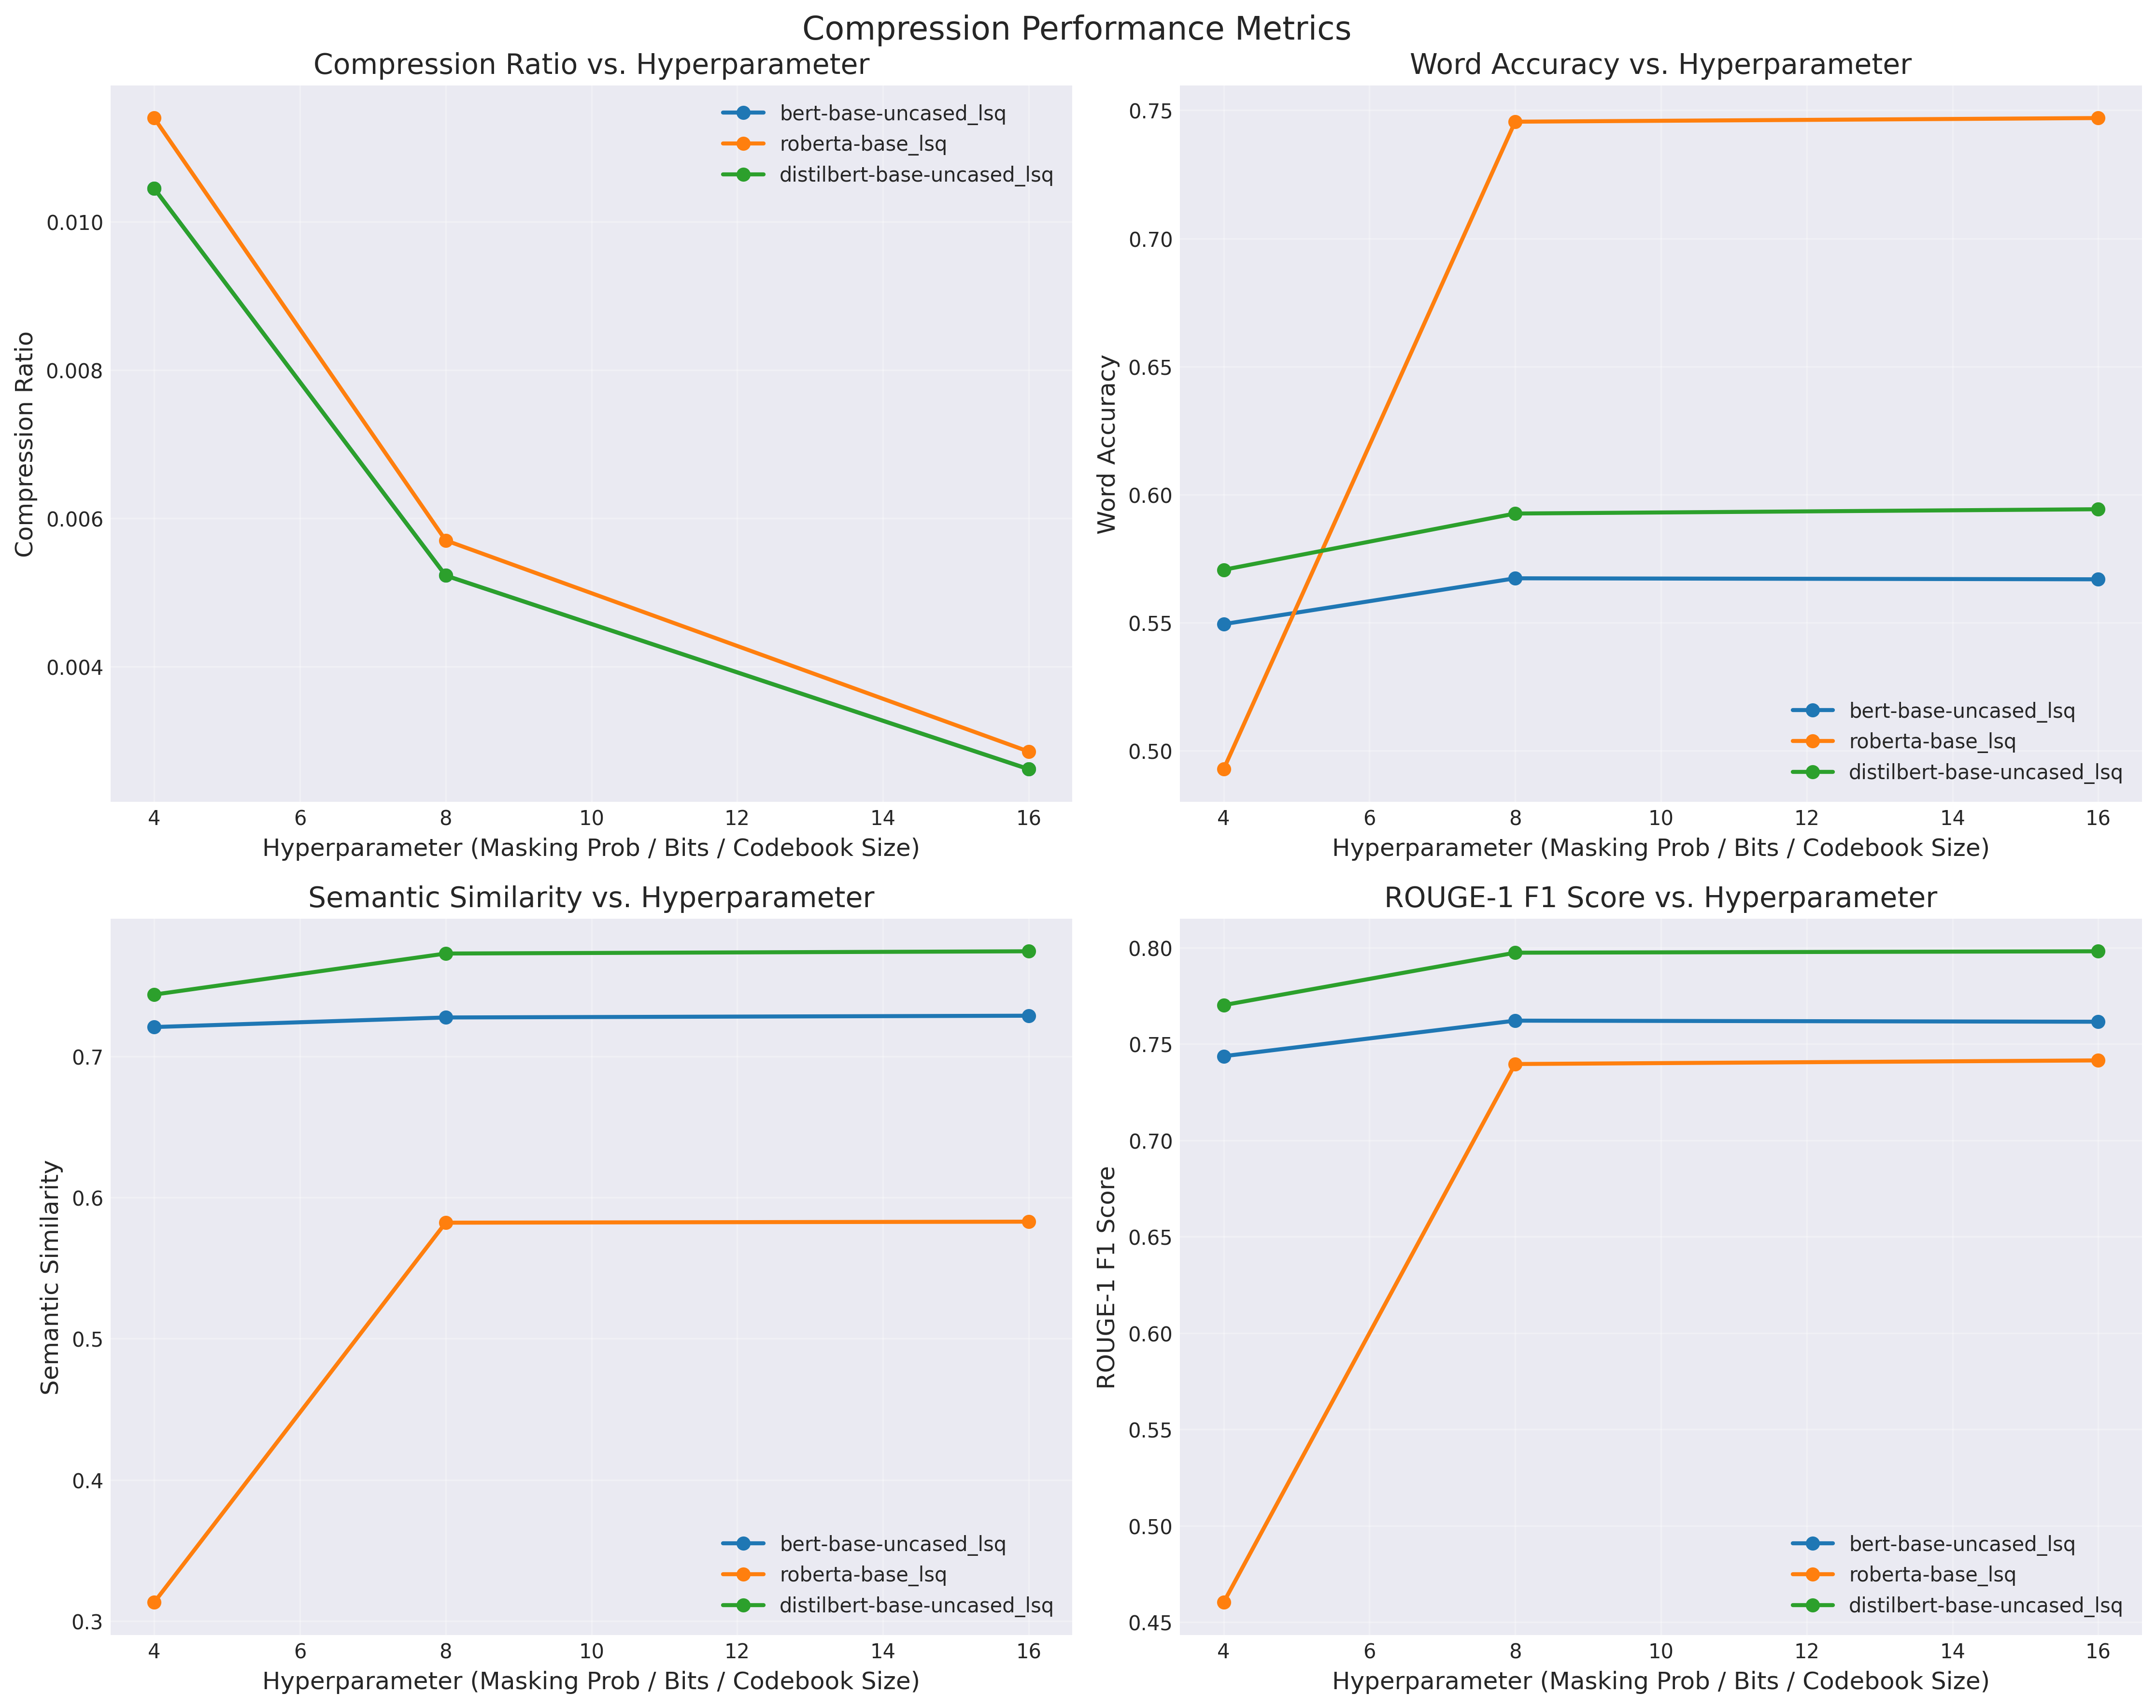 Compression Performance Metrics
Compression Ratio vs. Hyperparameter
Compression Ratio
0.010
0.008
0.006
0.004
bert-base-uncased_lsq
roberta-base_lsq
distilbert-base-uncased_lsq
4 6 8 10 12 14 16
Hyperparameter (Masking Prob / Bits / Codebook Size)
Word Accuracy vs. Hyperparameter
Word Accuracy
0.75
0.70
0.65
0.60
0.55
0.50
bert-base-uncased_lsq
roberta-base_lsq
distilbert-base-uncased_lsq
4 6 8 10 12 14 16
Hyperparameter (Masking Prob / Bits / Codebook Size)
Semantic Similarity vs. Hyperparameter
Semantic Similarity
0.7
0.6
0.5
0.4
0.3
bert-base-uncased_lsq
roberta-base_lsq
distilbert-base-uncased_lsq
4 6 8 10 12 14 16
Hyperparameter (Masking Prob / Bits / Codebook Size)
ROUGE-1 F1 Score vs. Hyperparameter
ROUGE-1 F1 Score
0.80
0.75
0.70
0.65
0.60
0.55
0.50
0.45
bert-base-uncased_lsq
roberta-base_lsq
distilbert-base-uncased_lsq
4 6 8 10 12 14 16
Hyperparameter (Masking Prob / Bits / Codebook Size)